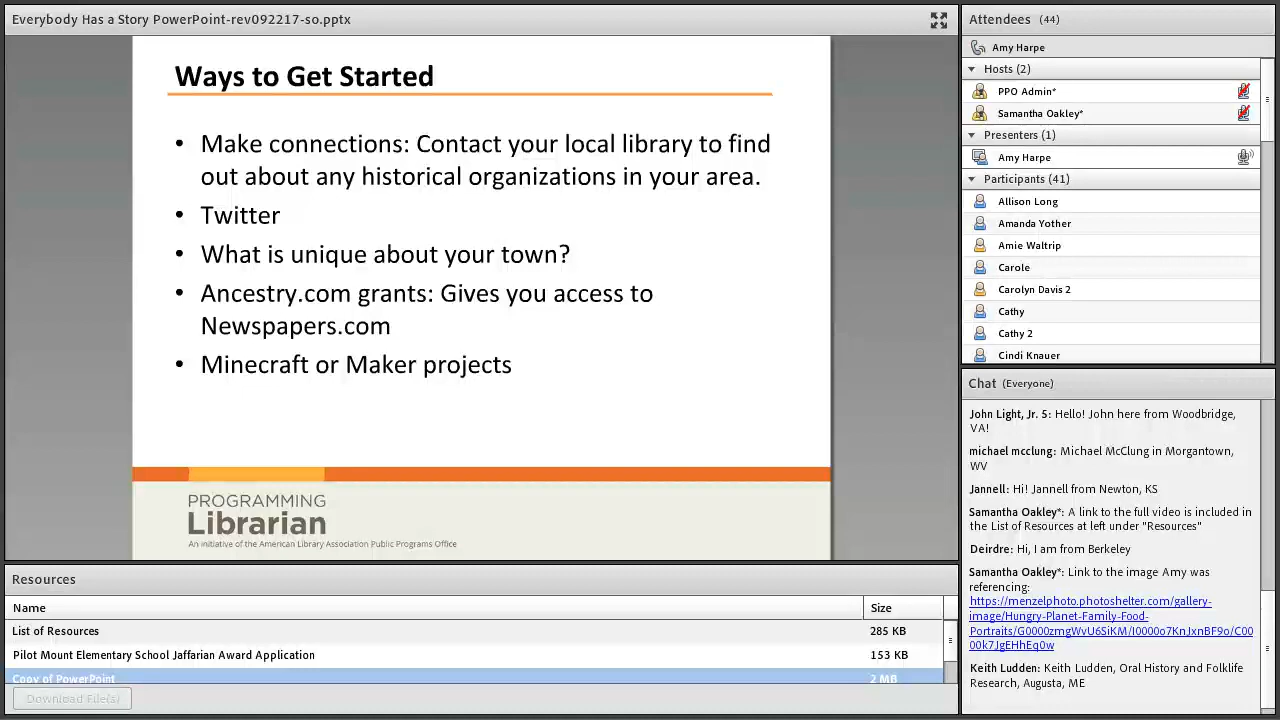 Everybody Has a Story PowerPoint-rev092217-so.pptx
Ways to Get Started
• Make connections: Contact your local library to find
out about any historical organizations in your area.
• Twitter
• What is unique about your town?
• Ancestry.com grants: Gives you access to
Newspapers.com
• Minecraft or Maker projects
PROGRAMMING
Librarian
An initiative of the American Library Association Public Programs Office
Resources
Name Size
List of Resources 285 KB
Pilot Mount Elementary School Jaffarian Award Application 153 KB
Copy of PowerPoint 2 MB
Download File(s)
Attendees (44)
Amy Harpe
Hosts (2)
PPO Admin*
Samantha Oakley*
Presenters (1)
Amy Harpe
Participants (41)
Allison Long
Amanda Yother
Amie Waltrip
Carole
Carolyn Davis 2
Cathy
Cathy 2
Cindi Knauer
Chat (Everyone)
John Light, Jr. 5: Hello! John here from Woodbridge,
VA!
michael mcclung: Michael McClung in Morgantown,
WV
Jannell: Hi! Jannell from Newton, KS
Samantha Oakley*: A link to the full video is included in
the List of Resources at left under "Resources"
Deirdre: Hi, I am from Berkeley
Samantha Oakley*: Link to the image Amy was
referencing:
https://menzelphoto.photoshelter.com/gallery-
image/Hungry-Planet-Family-Food-
Portraits/G0000zmgWvU6SiKM/I0000o7KnJxnBF9o/C00
00k7JgEHhEq0w
Keith Ludden: Keith Ludden, Oral History and Folklife
Research, Augusta, ME